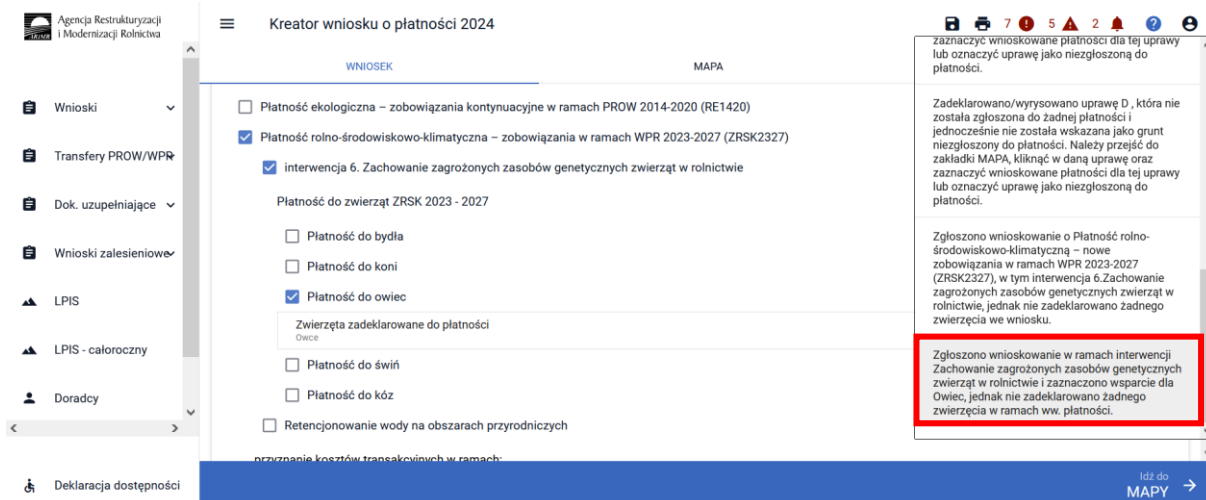 Agencja Restrukturyzacji
i Modernizacji Rolnictwa
Kreator wniosku o płatności 2024
7 5 2
WNIOSEK
MAPA
Wnioski
Transfery PROW/WPR
Dok. uzupełniające
Wnioski zalesieniowe
LPIS
LPIS - całoroczny
Doradcy
Deklaracja dostępności
Płatność ekologiczna – zobowiązania kontynuacyjne w ramach PROW 2014-2020 (RE1420)
Płatność rolno-środowiskowo-klimatyczna – zobowiązania w ramach WPR 2023-2027 (ZRSK2327)
interwencja 6. Zachowanie zagrożonych zasobów genetycznych zwierząt w rolnictwie
Płatność do zwierząt ZRSK 2023 - 2027
Płatność do bydła
Płatność do koni
Płatność do owiec
Zwierzęta zadeklarowane do płatności
Owce
Płatność do świń
Płatność do kóz
Retencjonowanie wody na obszarach przyrodniczych
przyznanie kosztów transakcyjnych w ramach:
zaznaczyć wnioskowane płatności dla tej uprawy
lub oznaczyć uprawę jako niezgłoszoną do
płatności.
Zadeklarowano/wyrysowano uprawę D , która nie
została zgłoszona do żadnej płatności i
jednocześnie nie została wskazana jako grunt
niezgłoszony do płatności. Należy przejść do
zakładki MAPA, kliknąć w daną uprawę oraz
zaznaczyć wnioskowane płatności dla tej uprawy
lub oznaczyć uprawę jako niezgłoszoną do
płatności.
Zgłoszono wnioskowanie o Płatność rolno-
środowiskowo-klimatyczną – nowe
zobowiązania w ramach WPR 2023-2027
(ZRSK2327), w tym interwencja 6.Zachowanie
zagrożonych zasobów genetycznych zwierząt w
rolnictwie, jednak nie zadeklarowano żadnego
zwierzęcia we wniosku.
Zgłoszono wnioskowanie w ramach interwencji
Zachowanie zagrożonych zasobów genetycznych
zwierząt w rolnictwie i zaznaczono wsparcie dla
Owiec, jednak nie zadeklarowano żadnego
zwierzęcia w ramach ww. płatności.
Idź do
MAPY